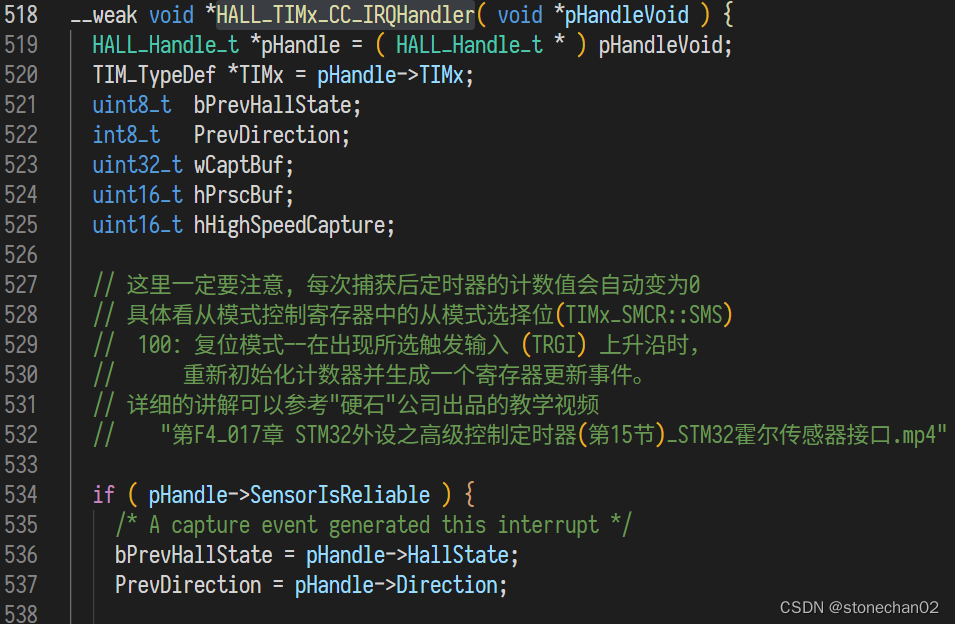 518 __weak void *HALL_TIMx_CC_IRQHandler( void *pHandleVoid ) {
519 HALL_Handle_t *pHandle = ( HALL_Handle_t * ) pHandleVoid;
520 TIM_TypeDef *TIMx = pHandle->TIMx;
521 uint8_t  bPrevHallState;
522 int8_t   PrevDirection;
523 uint32_t wCaptBuf;
524 uint16_t hPrscBuf;
525 uint16_t hHighSpeedCapture;
526
527 // 这里一定要注意，每次捕获后定时器的计数值会自动变为0
528 // 具体看从模式控制寄存器中的从模式选择位(TIMx_SMCR::SMS)
529 //  100：复位模式--在出现所选触发输入 (TRGI) 上升沿时，
530 //      重新初始化计数器并生成一个寄存器更新事件。
531 // 详细的讲解可以参考"硬石"公司出品的教学视频
532 //    "第F4_017章 STM32外设之高级控制定时器(第15节)_STM32霍尔传感器接口.mp4"
533
534 if ( pHandle->SensorIsReliable ) {
535 /* A capture event generated this interrupt */
536 bPrevHallState = pHandle->HallState;
537 PrevDirection = pHandle->Direction;
538
CSDN @stonechan02